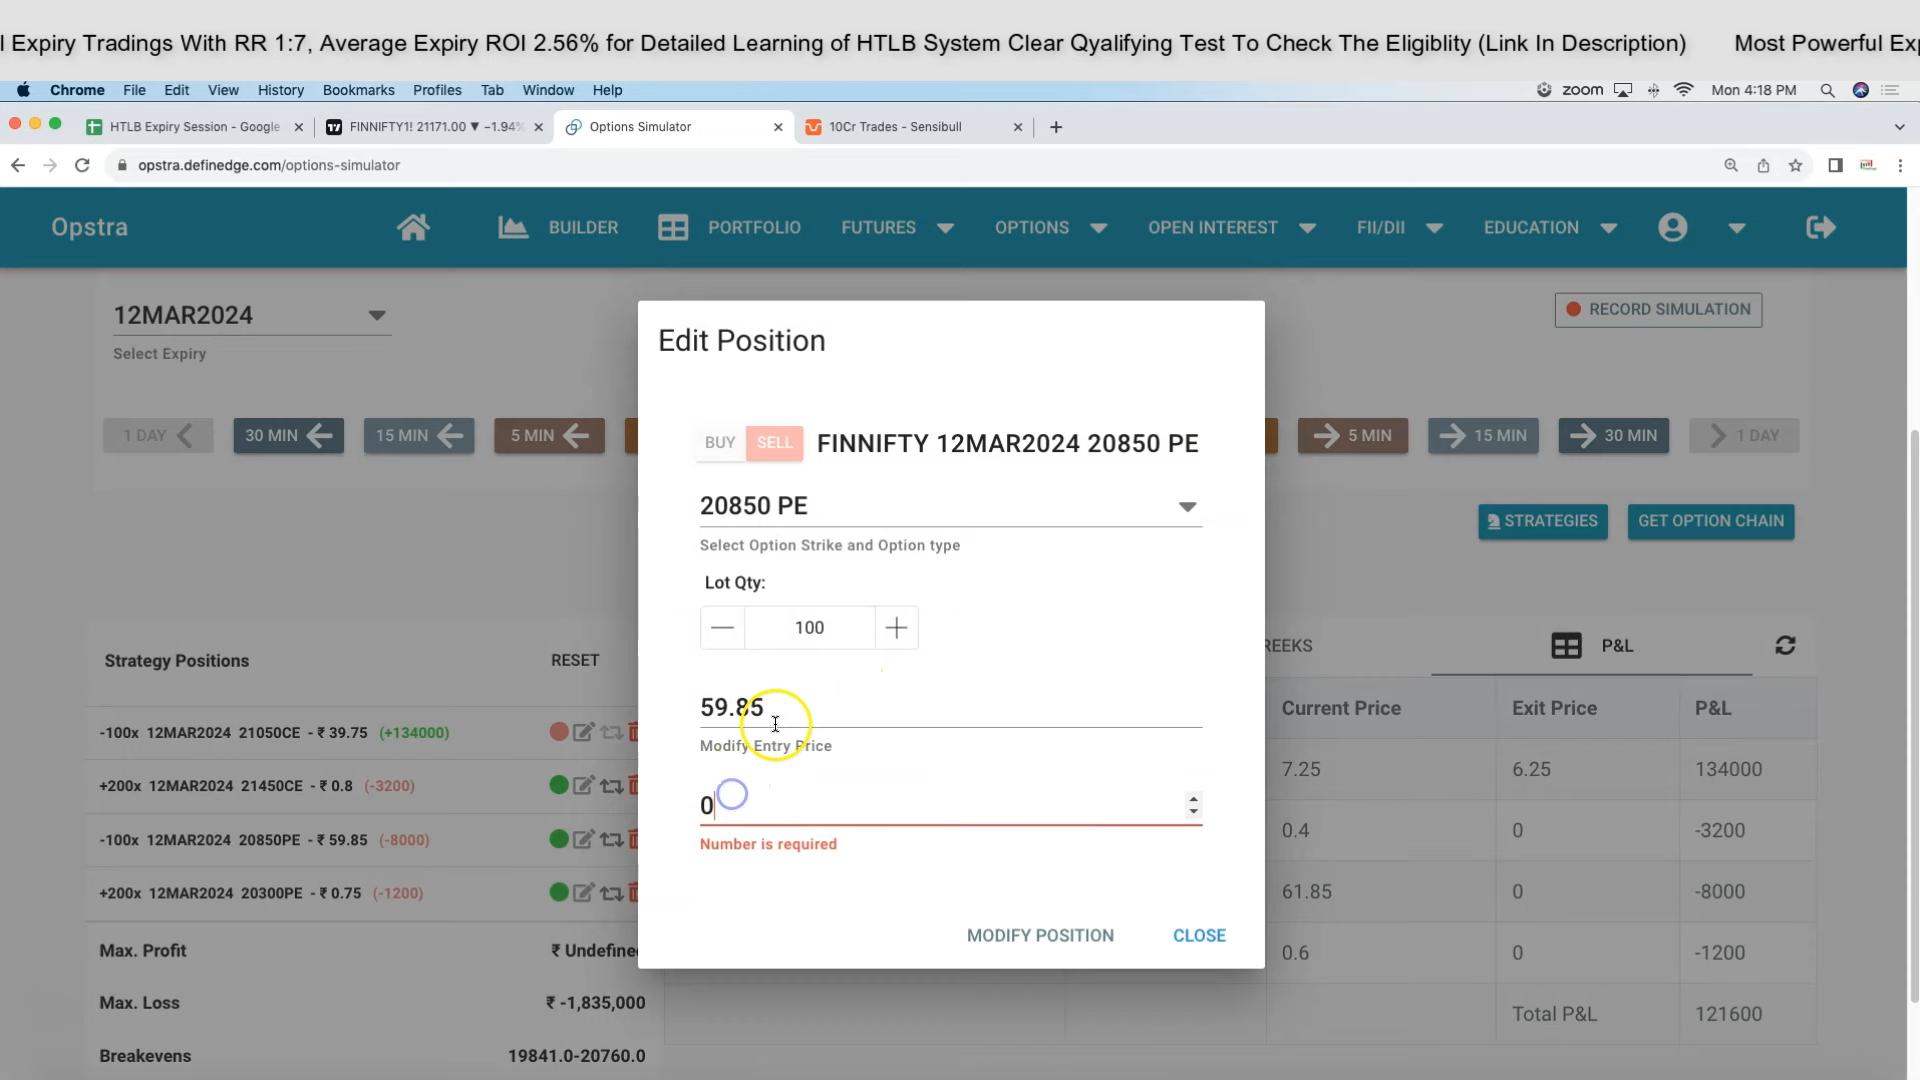 l Expiry Tradings With RR 1:7, Average Expiry ROI 2.56% for Detailed Learning of HTLB System Clear Qyalifying Test To Check The Eligiblity (Link In Description) Most Powerful Exp
Chrome File Edit View History Bookmarks Profiles Tab Window Help zoom Mon 4:18 PM
HTLB Expiry Session - Google FINNIFTY1! 21171.00 ▼ −1.94% Options Simulator 10Cr Trades - Sensibull
opstra.definedge.com/options-simulator
Opstra BUILDER PORTFOLIO FUTURES OPTIONS OPEN INTEREST FII/DII EDUCATION
12MAR2024
Select Expiry
RECORD SIMULATION
1 DAY 30 MIN 15 MIN 5 MIN 5 MIN 15 MIN 30 MIN 1 DAY
STRATEGIES GET OPTION CHAIN
Strategy Positions RESET
-100x 12MAR2024 21050CE - ₹ 39.75 (+134000)
+200x 12MAR2024 21450CE - ₹ 0.8 (-3200)
-100x 12MAR2024 20850PE - ₹ 59.85 (-8000)
+200x 12MAR2024 20300PE - ₹ 0.75 (-1200)
Max. Profit ₹ Undefine
Max. Loss ₹ -1,835,000
Breakevens 19841.0-20760.0
Edit Position
BUY SELL FINNIFTY 12MAR2024 20850 PE
20850 PE
Select Option Strike and Option type
Lot Qty:
100
59.85
Modify Entry Price
0
Number is required
MODIFY POSITION CLOSE
REEKS P&L
Current Price Exit Price P&L
7.25 6.25 134000
0.4 0 -3200
61.85 0 -8000
0.6 0 -1200
Total P&L 121600